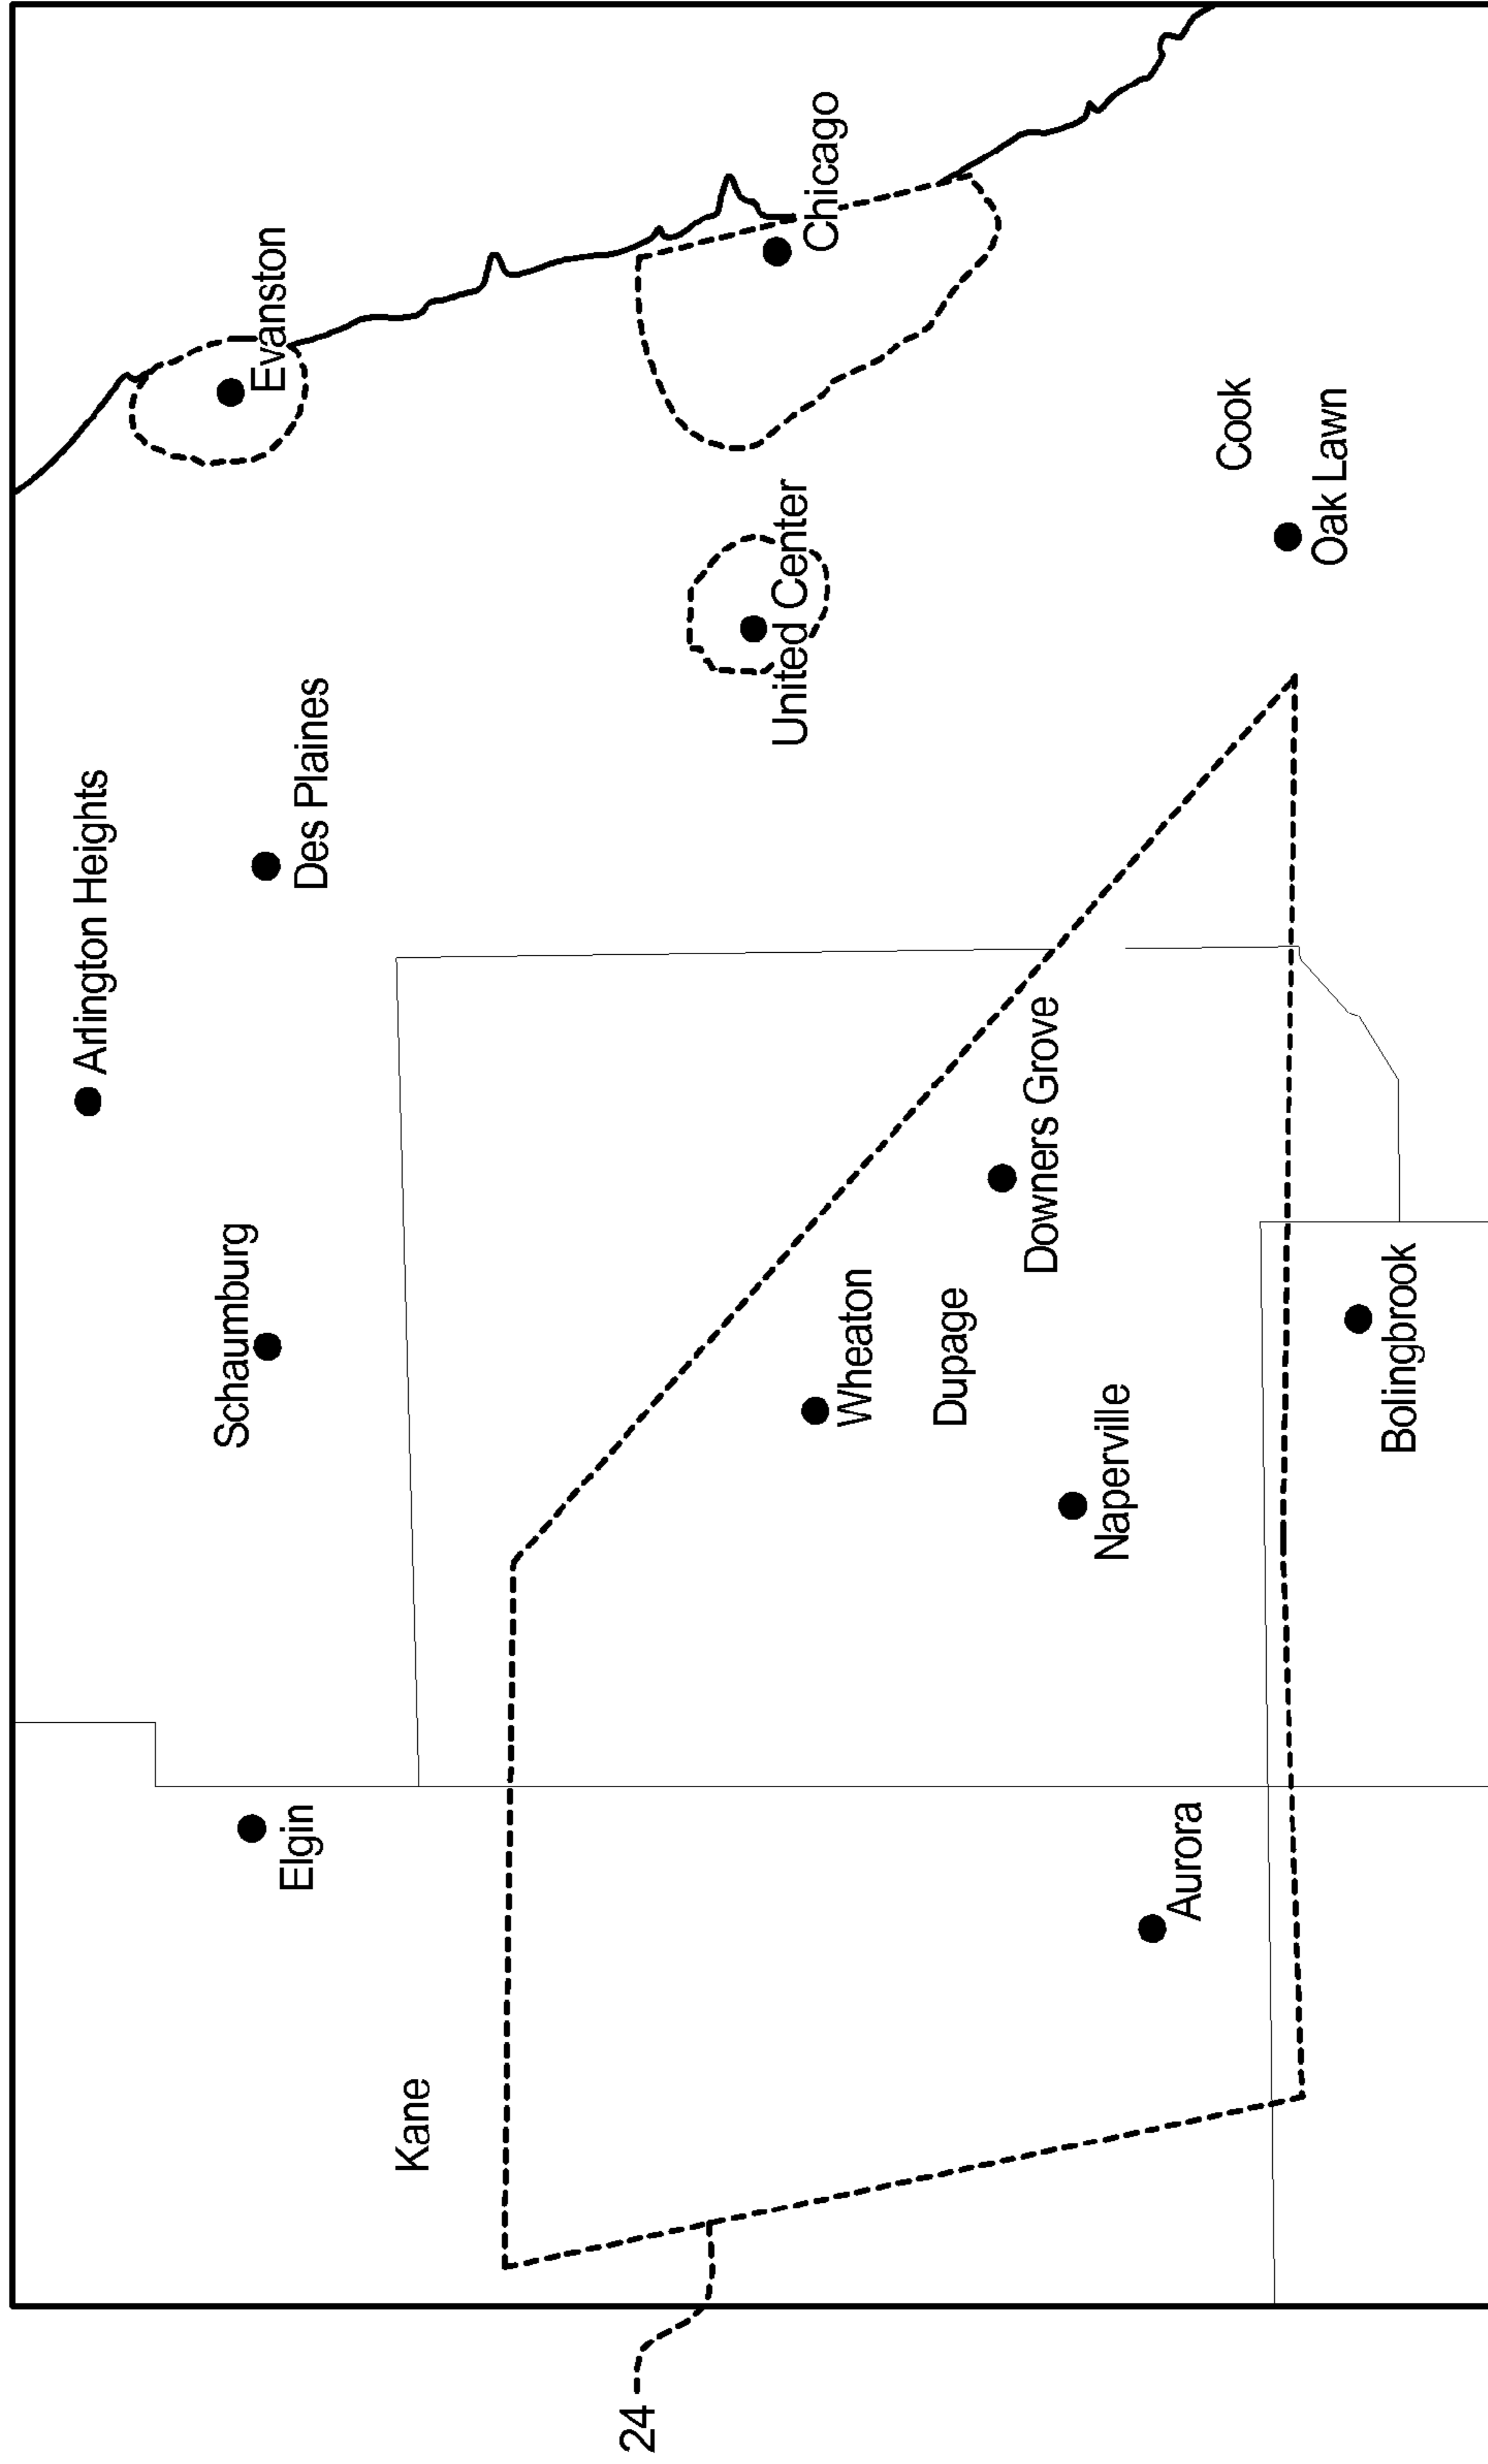 Arlington Heights
Schaumburg
Elgin
Evanston
Des Plaines
Kane
24
United Center
Chicago
Wheaton
Dupage
Downers Grove
Naperville
Aurora
Cook
Oak Lawn
Bolingbrook